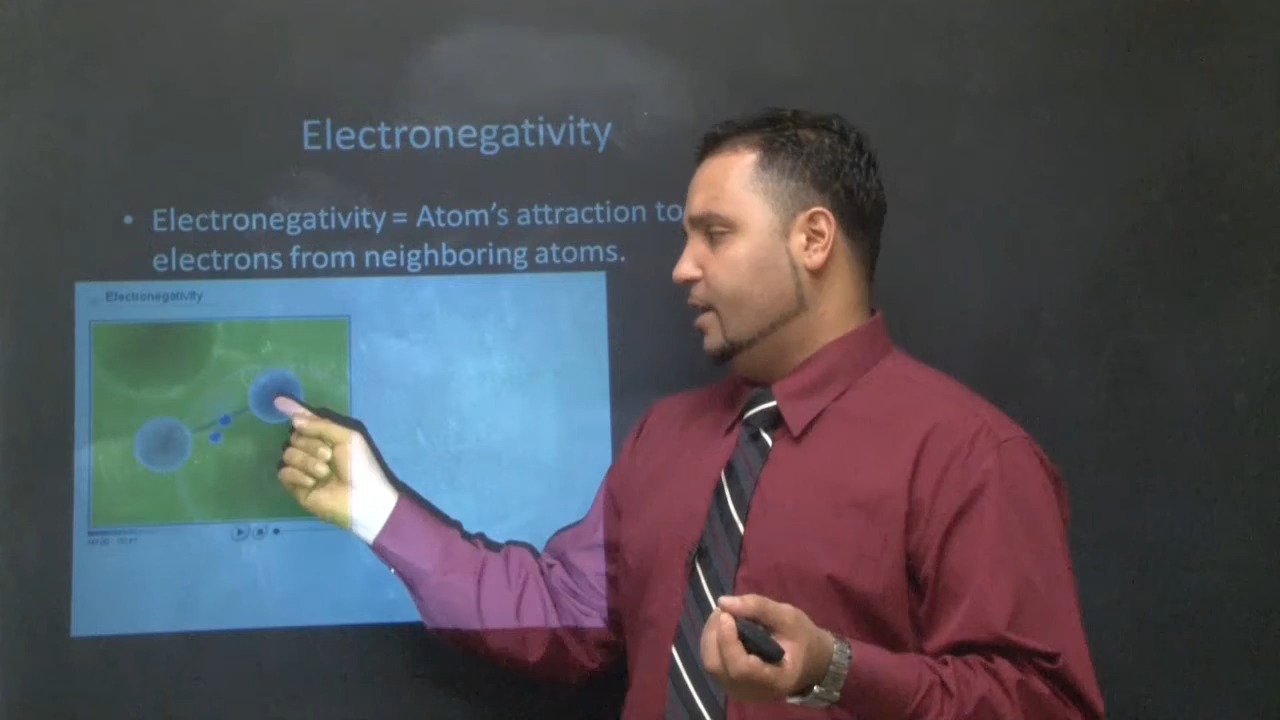 Electronegativity
• Electronegativity = Atom's attraction to
electrons from neighboring atoms.
Electronegativity